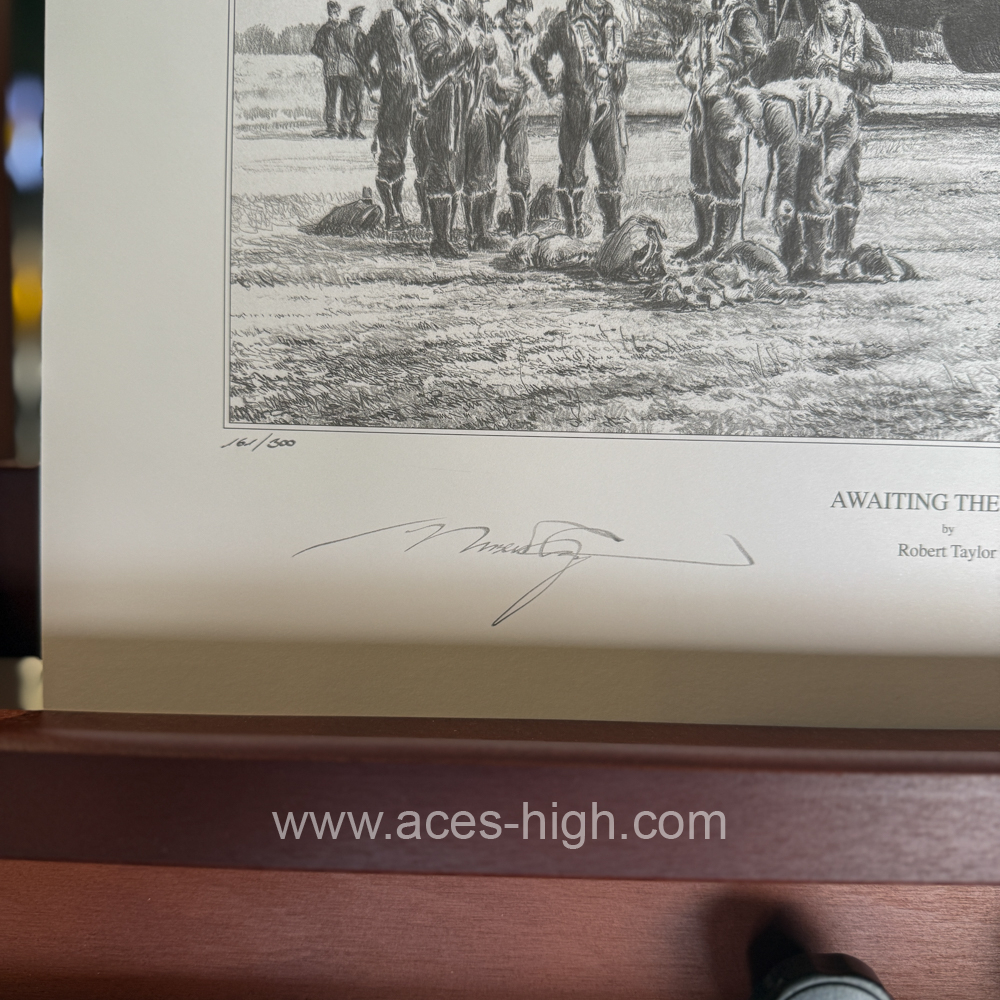 161/300
AWAITING THE
by
Robert Taylor
www.aces-high.com